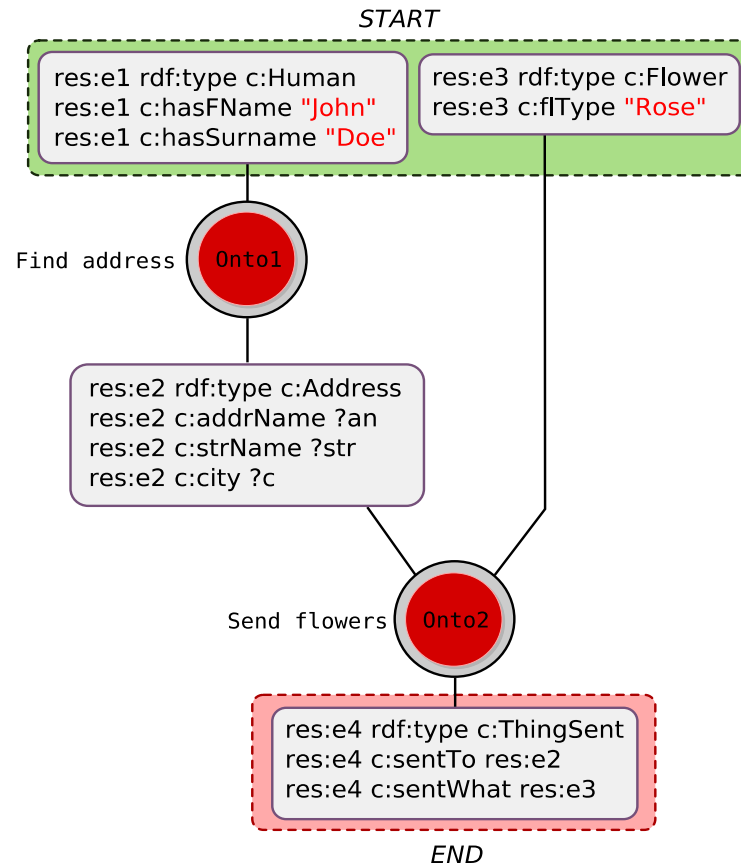 START
res:e1 rdf:type c:Human
res:e1 c:hasFName "John"
res:e1 c:hasSurname "Doe"
res:e3 rdf:type c:Flower
res:e3 c:flType "Rose"
Find address
Onto1
res:e2 rdf:type c:Address
res:e2 c:addrName ?an
res:e2 c:strName ?str
res:e2 c:city ?c
Send flowers
Onto2
res:e4 rdf:type c:ThingSent
res:e4 c:sentTo res:e2
res:e4 c:sentWhat res:e3
END